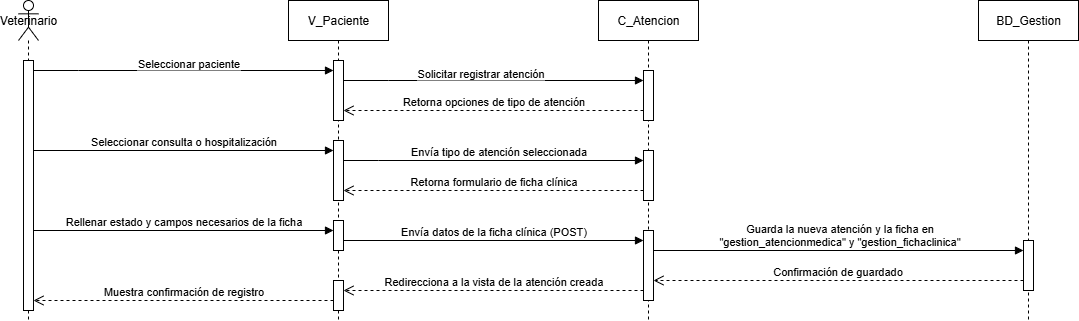 Veterinario
V_Paciente
C_Atencion
BD_Gestion
Seleccionar paciente
Solicitar registrar atención
Retorna opciones de tipo de atención
Seleccionar consulta o hospitalización
Envía tipo de atención seleccionada
Retorna formulario de ficha clínica
Rellenar estado y campos necesarios de la ficha
Envía datos de la ficha clínica (POST)
Guarda la nueva atención y la ficha en
"gestion_atencionmedica" y "gestion_fichaclinica"
Confirmación de guardado
Redirecciona a la vista de la atención creada
Muestra confirmación de registro